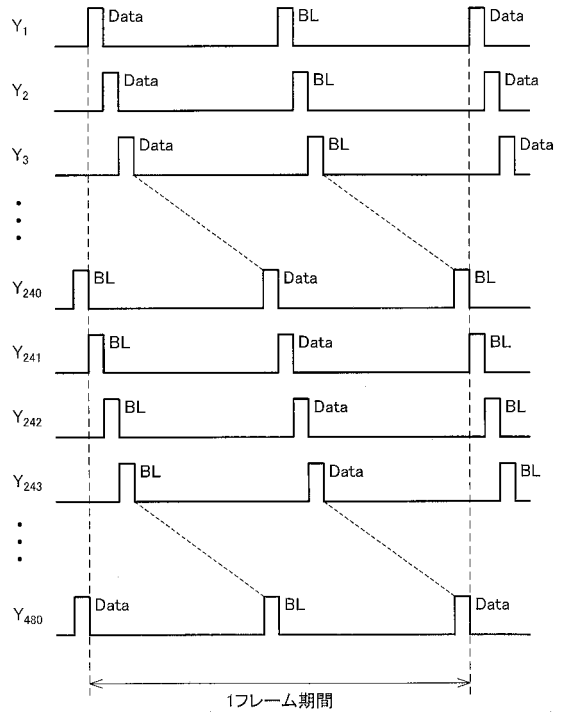 Y1 Data BL Data
Y2 Data BL Data
Y3 Data BL Data
Y240 BL Data BL
Y241 BL Data BL
Y242 BL Data BL
Y243 BL Data BL
Y480 Data BL Data
1フレーム期間